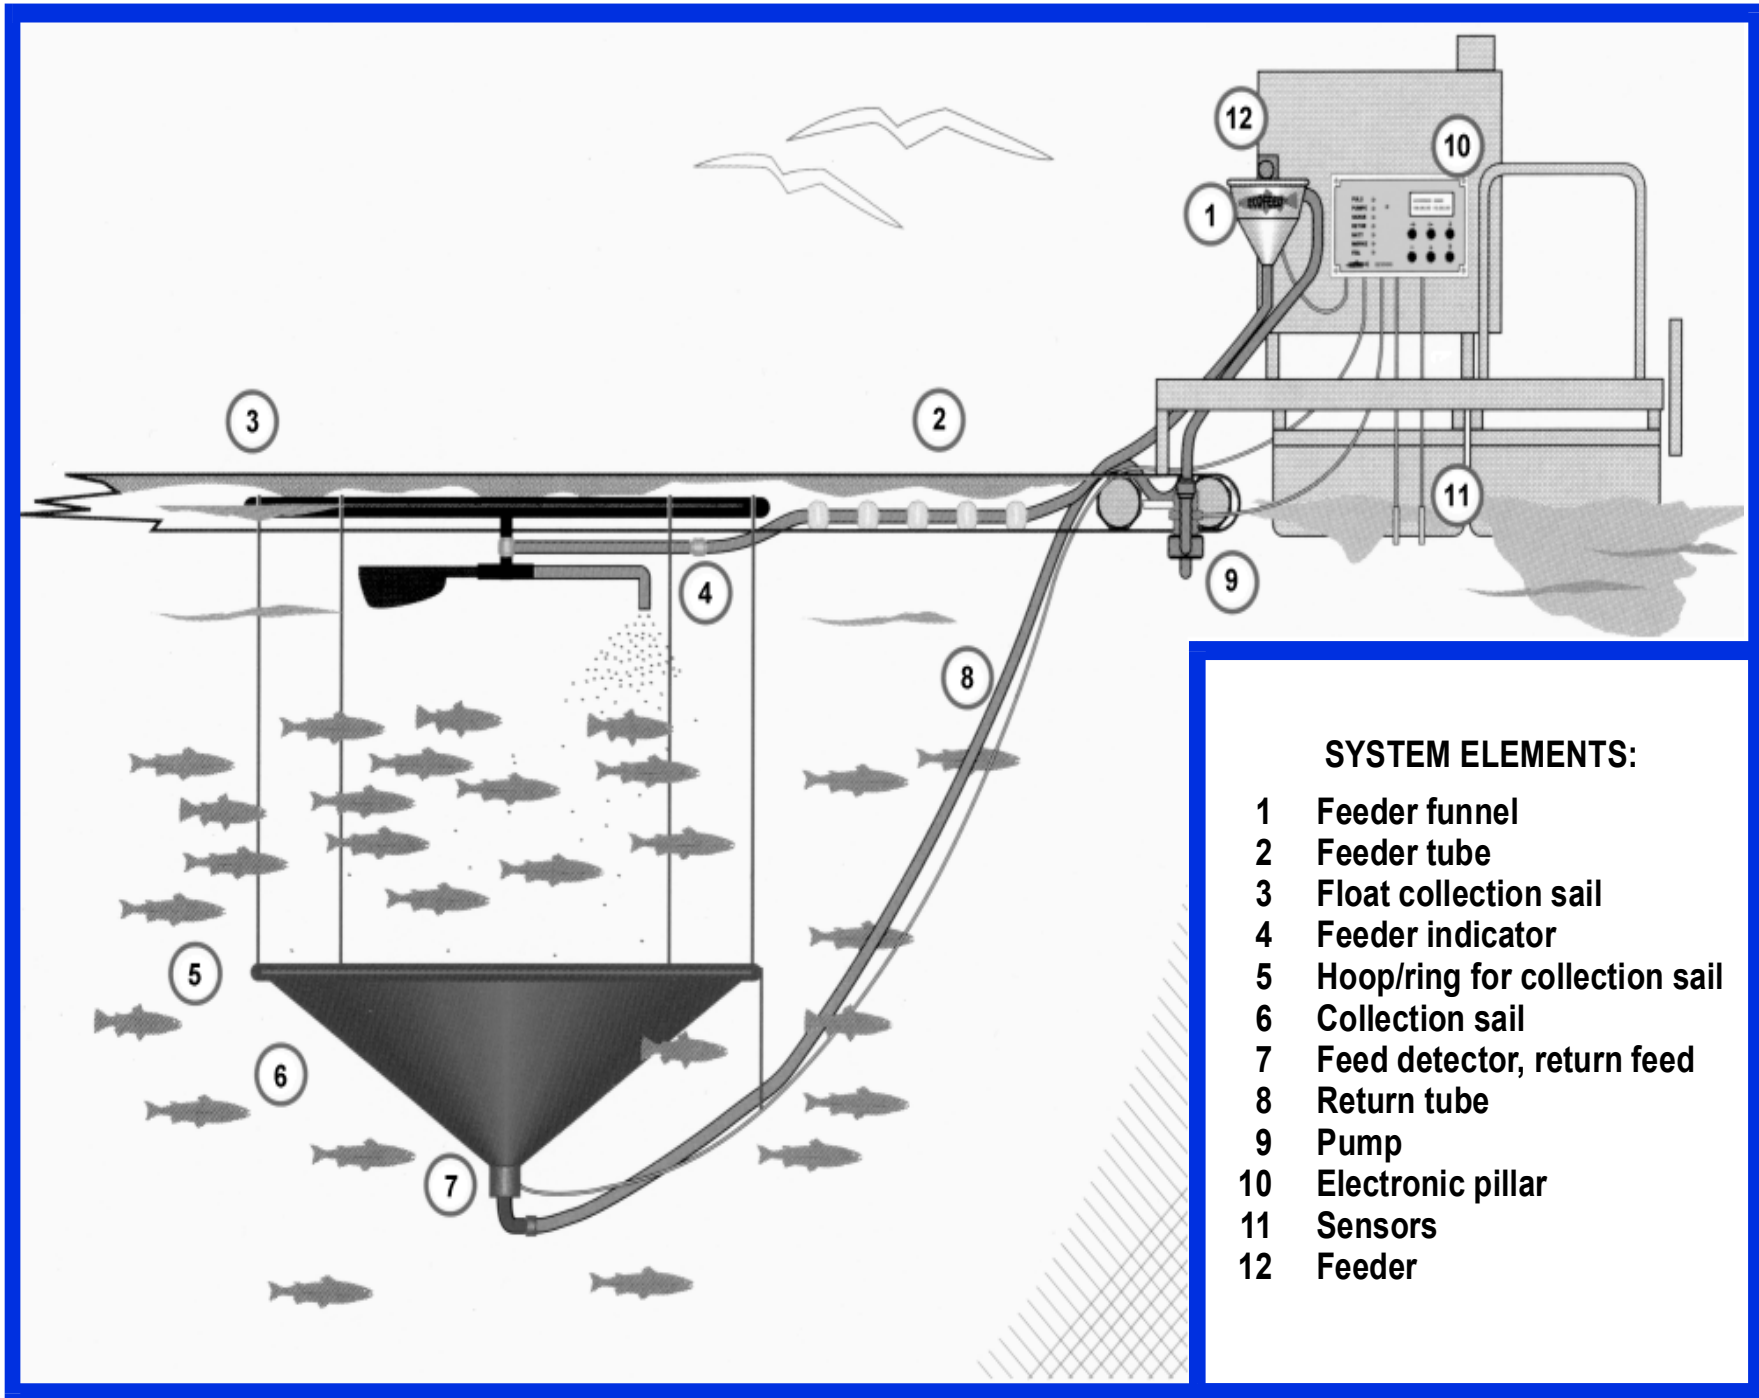 12
10
1
ECOFEED
3
2
11
4
9
8
5
6
7
SYSTEM ELEMENTS:
1 Feeder funnel
2 Feeder tube
3 Float collection sail
4 Feeder indicator
5 Hoop/ring for collection sail
6 Collection sail
7 Feed detector, return feed
8 Return tube
9 Pump
10 Electronic pillar
11 Sensors
12 Feeder